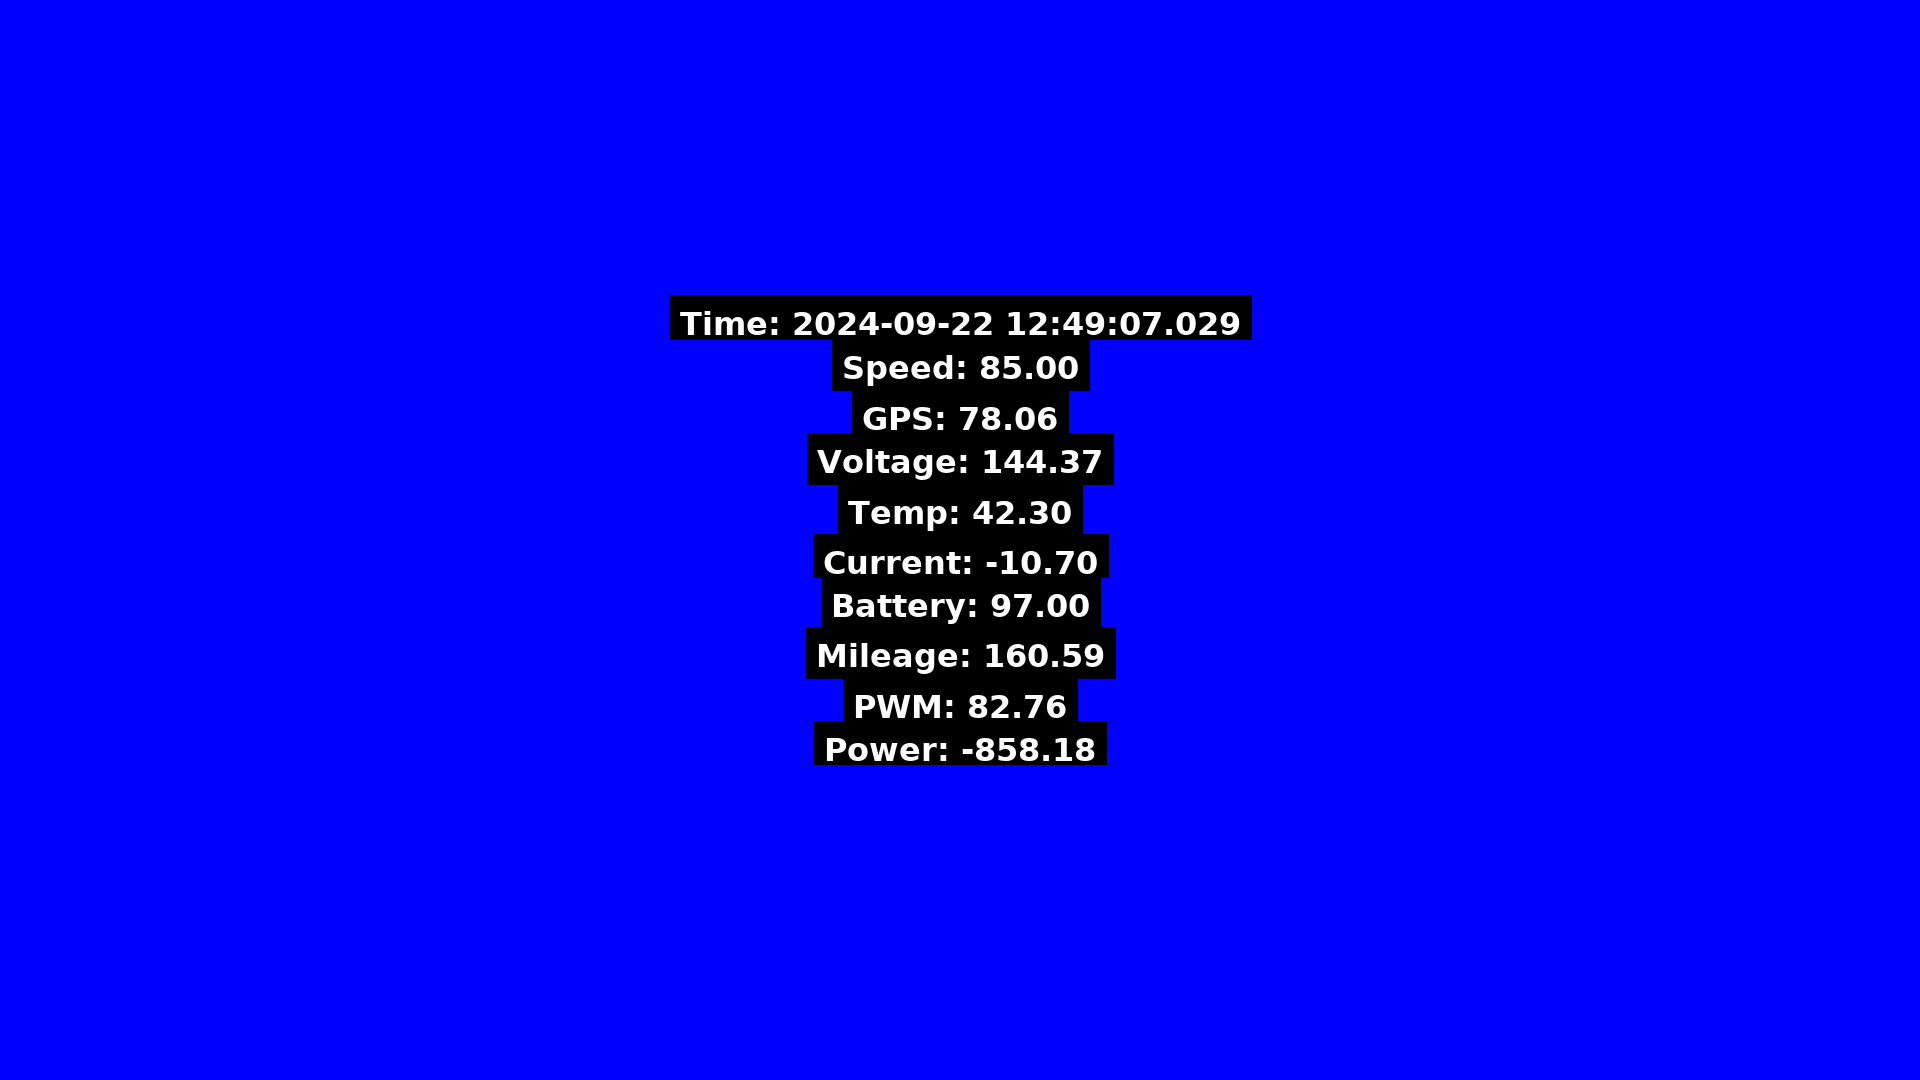 Time: 2024-09-22 12:49:07.029
Speed: 85.00
GPS: 78.06
Voltage: 144.37
Temp: 42.30
Current: -10.70
Battery: 97.00
Mileage: 160.59
PWM: 82.76
Power: -858.18